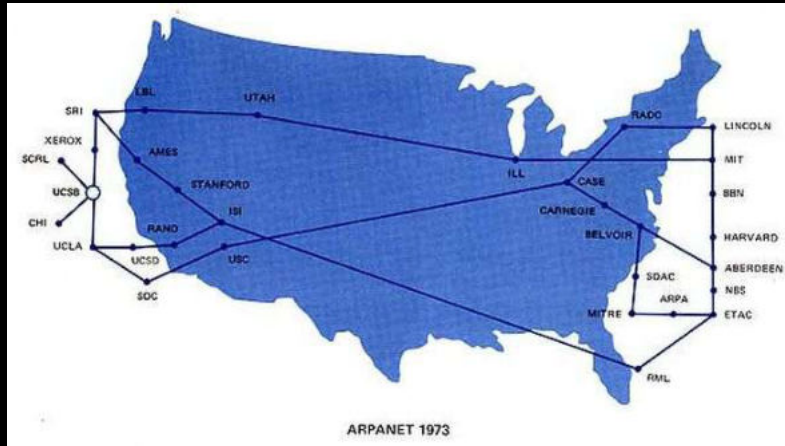 LBL
UTAH
SRI
RADC
LINCOLN
XEROX
AMES
SCRL
MIT
ILL
STANFORD
CASE
UCSB
BBN
ISI
CARNEGIE
CHI
RAND
BELVOIR
HARVARD
UCLA
UCSD
USC
ABERDEEN
SDAC
NBS
SDC
ARPA
MITRE
ETAC
RML
ARPANET 1973